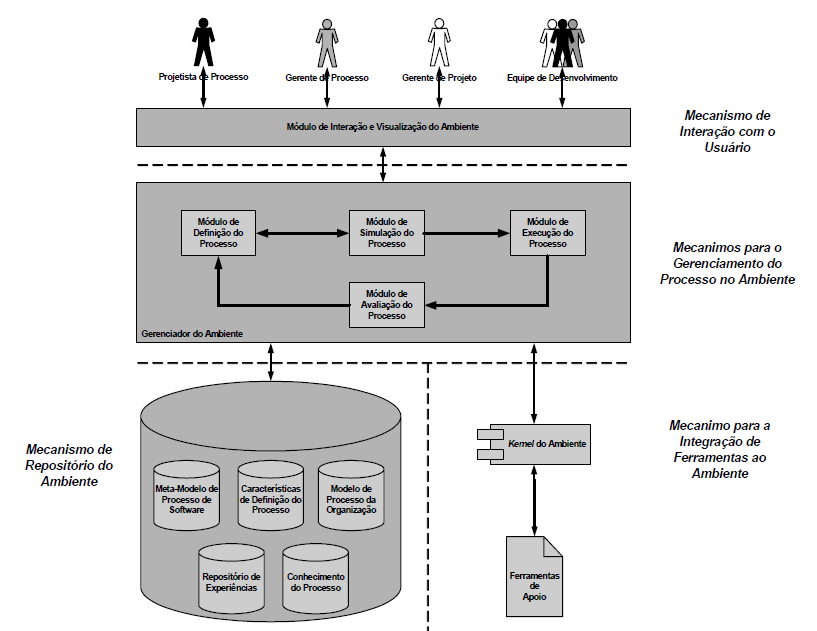 Projetista de Processo
Gerente de Processo
Gerente de Projeto
Equipe de Desenvolvimento
Módulo de Interação e Visualização do Ambiente
Mecanismo de
Interação com o
Usuário
Módulo de
Definição do
Processo
Módulo de
Simulação do
Processo
Módulo de
Execução do
Processo
Módulo de
Avaliação do
Processo
Gerenciador do Ambiente
Mecanimos para o
Gerenciamento do
Processo no Ambiente
Mecanismo de
Repositório do
Ambiente
Meta-Modelo de
Processo de
Software
Características
de Definição do
Processo
Modelo de
Processo da
Organização
Repositório de
Experiências
Conhecimento
do Processo
Kernel do Ambiente
Ferramentas
de
Apoio
Mecanimo para a
Integração de
Ferramentas ao
Ambiente